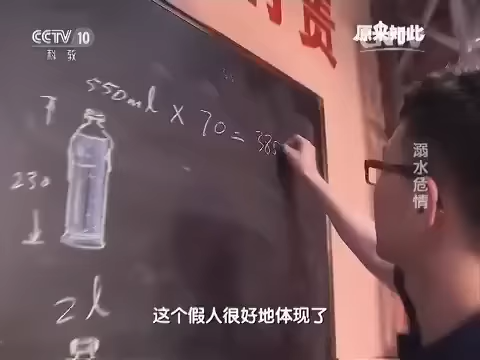 CCTV 10
科教
原来如此
550ml × 70 = 385
230
2l
溺水危情
这个假人很好地体现了